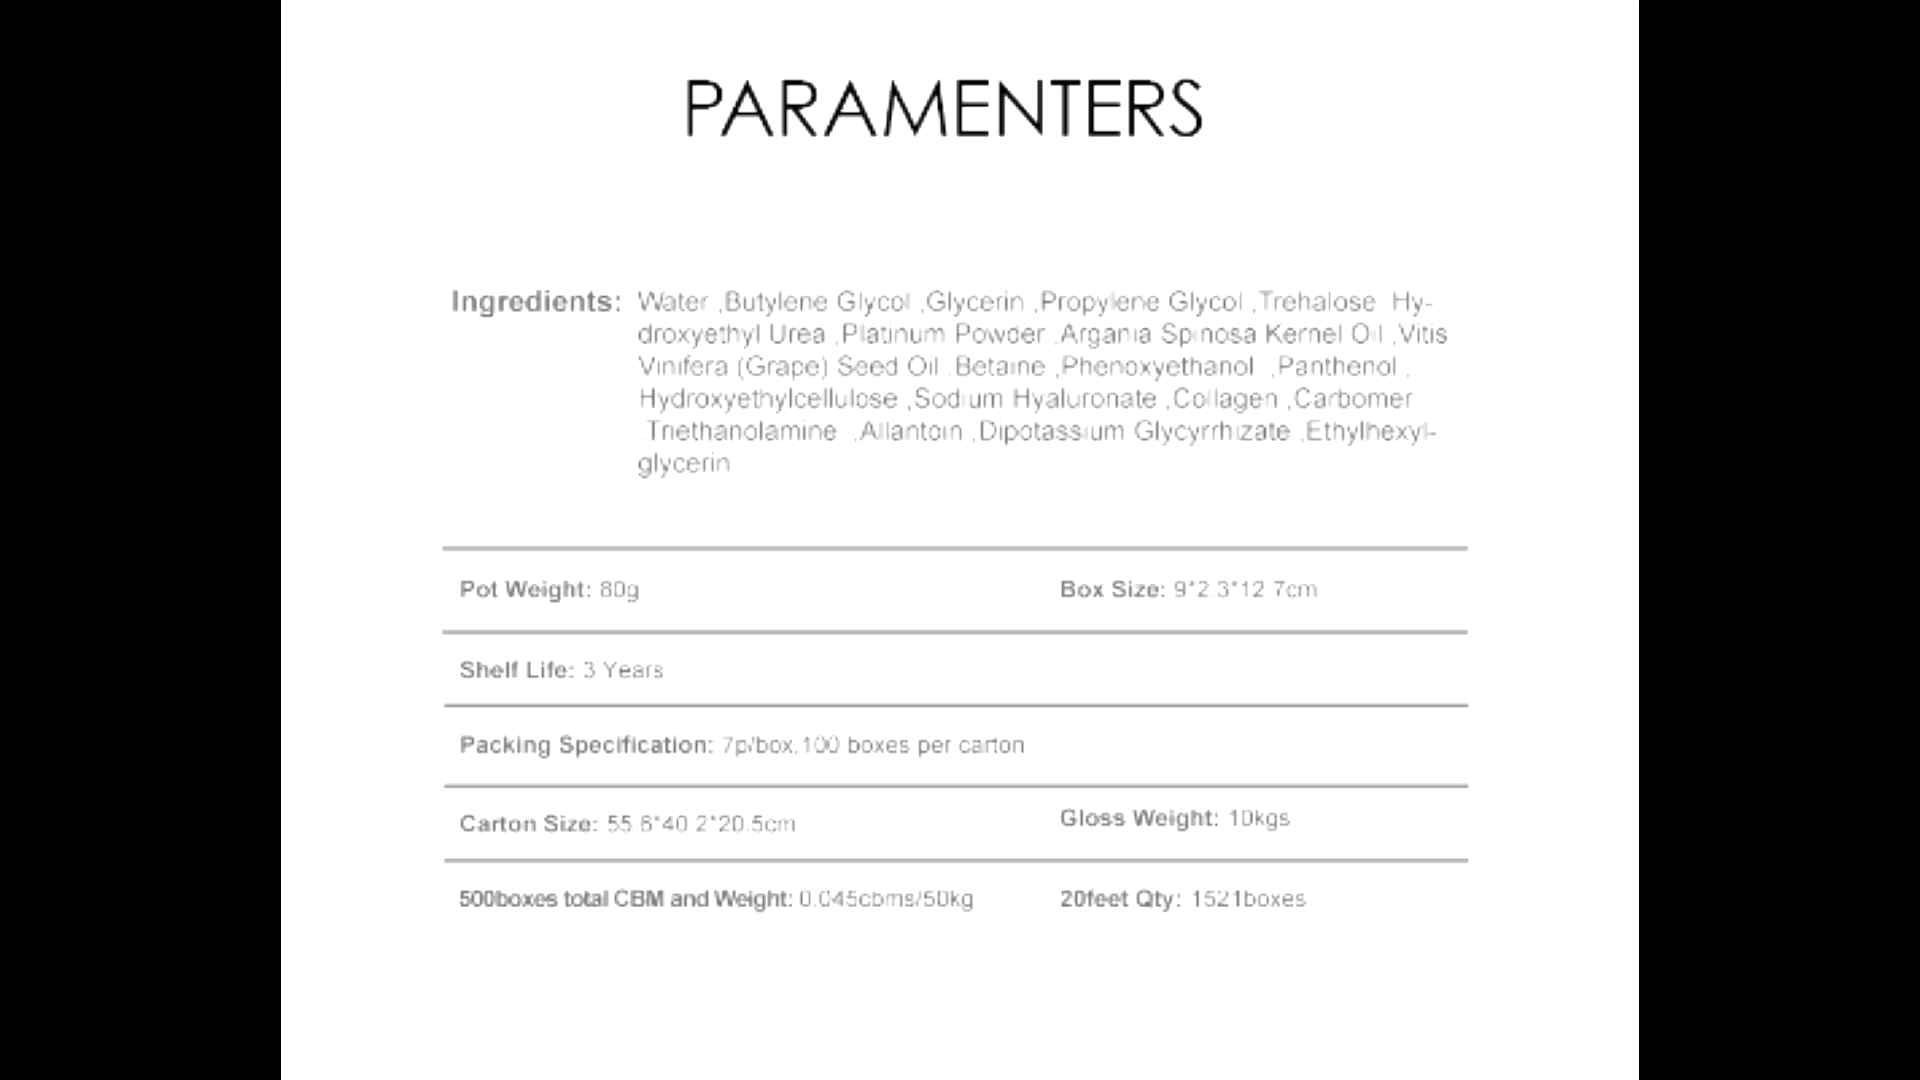 PARAMENTERS
Ingredients: Water ,Butylene Glycol ,Glycerin ,Propylene Glycol ,Trehalose ,Hy-
droxyethyl Urea ,Platinum Powder ,Argania Spinosa Kernel Oil ,Vitis
Vinifera (Grape) Seed Oil ,Betaine ,Phenoxyethanol ,Panthenol ,
Hydroxyethylcellulose ,Sodium Hyaluronate ,Collagen ,Carbomer
,Triethanolamine ,Allantoin ,Dipotassium Glycyrrhizate ,Ethylhexyl-
glycerin
Pot Weight: 80g Box Size: 9*2.3*12.7cm
Shelf Life: 3 Years
Packing Specification: 7p/box,100 boxes per carton
Carton Size: 55.6*40.2*20.5cm Gloss Weight: 10kgs
500boxes total CBM and Weight: 0.045cbms/50kg 20feet Qty: 1521boxes